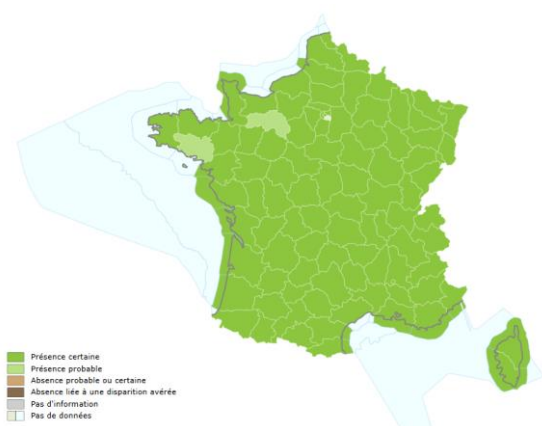 Présence certaine
Présence probable
Absence probable ou certaine
Absence liée à une disparition avérée
Pas d'information
Pas de données